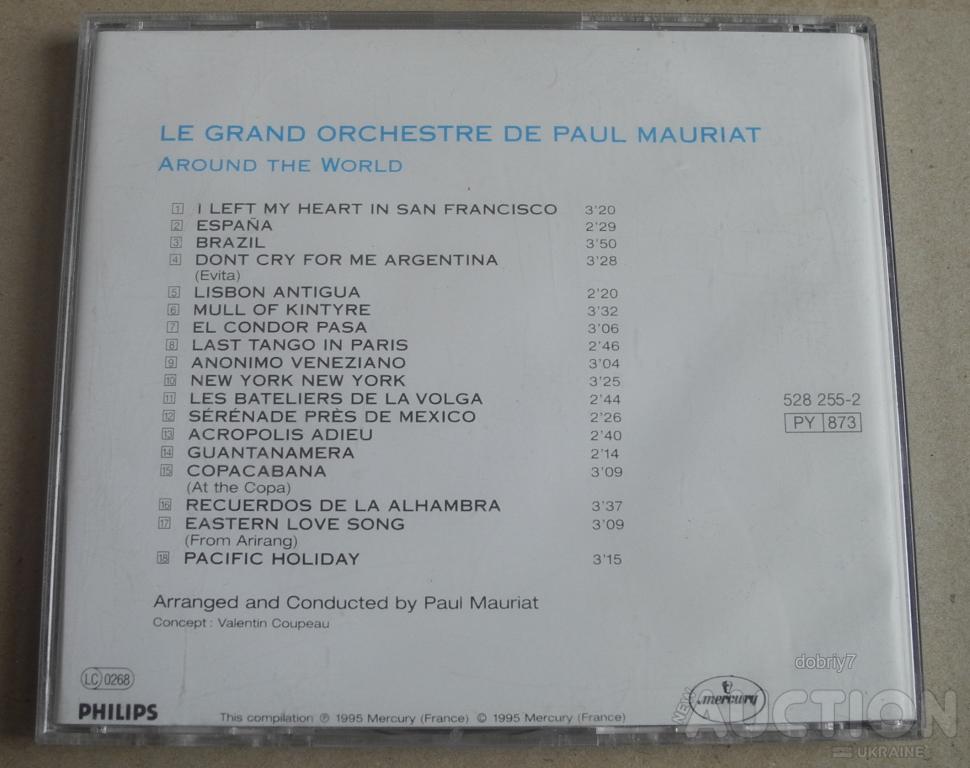 LE GRAND ORCHESTRE DE PAUL MAURIAT
AROUND THE WORLD
1 I LEFT MY HEART IN SAN FRANCISCO 3'20
2 ESPAÑA 2'29
3 BRAZIL 3'50
4 DONT CRY FOR ME ARGENTINA 3'28
(Evita)
5 LISBON ANTIGUA 2'20
6 MULL OF KINTYRE 3'32
7 EL CONDOR PASA 3'06
8 LAST TANGO IN PARIS 2'46
9 ANONIMO VENEZIANO 3'04
10 NEW YORK NEW YORK 3'25
11 LES BATELIERS DE LA VOLGA 2'44
12 SÉRÉNADE PRÈS DE MEXICO 2'26
13 ACROPOLIS ADIEU 2'40
14 GUANTANAMERA 2'14
15 COPACABANA 3'09
(At the Copa)
16 RECUERDOS DE LA ALHAMBRA 3'37
17 EASTERN LOVE SONG 3'09
(From Arirang)
18 PACIFIC HOLIDAY 3'15
528 255-2
PY 873
Arranged and Conducted by Paul Mauriat
Concept : Valentin Coupeau
LC 0268
PHILIPS
This compilation ℗ 1995 Mercury (France) © 1995 Mercury (France)
mercury
dobriy7
NEW AUCTION
UKRAINE